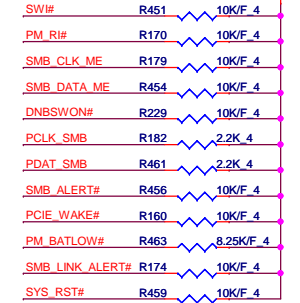 SWI# R451 10K/F_4
PM_RI# R170 10K/F_4
SMB_CLK_ME R179 10K/F_4
SMB_DATA_ME R454 10K/F_4
DNBSWON# R229 10K/F_4
PCLK_SMB R182 2.2K_4
PDAT_SMB R461 2.2K_4
SMB_ALERT# R456 10K/F_4
PCIE_WAKE# R160 10K/F_4
PM_BATLOW# R463 8.25K/F_4
SMB_LINK_ALERT# R174 10K/F_4
SYS_RST# R459 10K/F_4